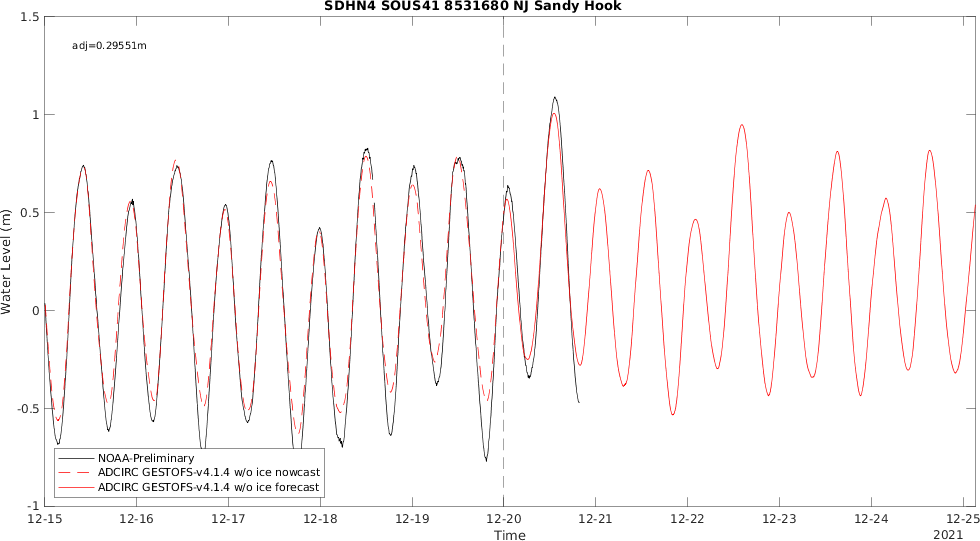 SDHN4 SOUS41 8531680 NJ Sandy Hook
adj=0.29551m
Water Level (m)
1.5
1
0.5
0
-0.5
-1
NOAA-Preliminary
ADCIRC GESTOFS-v4.1.4 w/o ice nowcast
ADCIRC GESTOFS-v4.1.4 w/o ice forecast
12-15 12-16 12-17 12-18 12-19 12-20 12-21 12-22 12-23 12-24 12-25
Time
2021